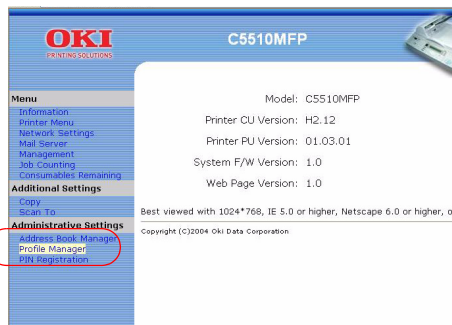 OKI
PRINTING SOLUTIONS
C5510MFP
Menu
Information
Printer Menu
Network Settings
Mail Server
Management
Job Counting
Consumables Remaining
Additional Settings
Copy
Scan To
Administrative Settings
Address Book Manager
Profile Manager
PIN Registration
Model: C5510MFP
Printer CU Version: H2.12
Printer PU Version: 01.03.01
System F/W Version: 1.0
Web Page Version: 1.0
Best viewed with 1024*768, IE 5.0 or higher, Netscape 6.0 or higher, o
Copyright (C)2004 Oki Data Corporation